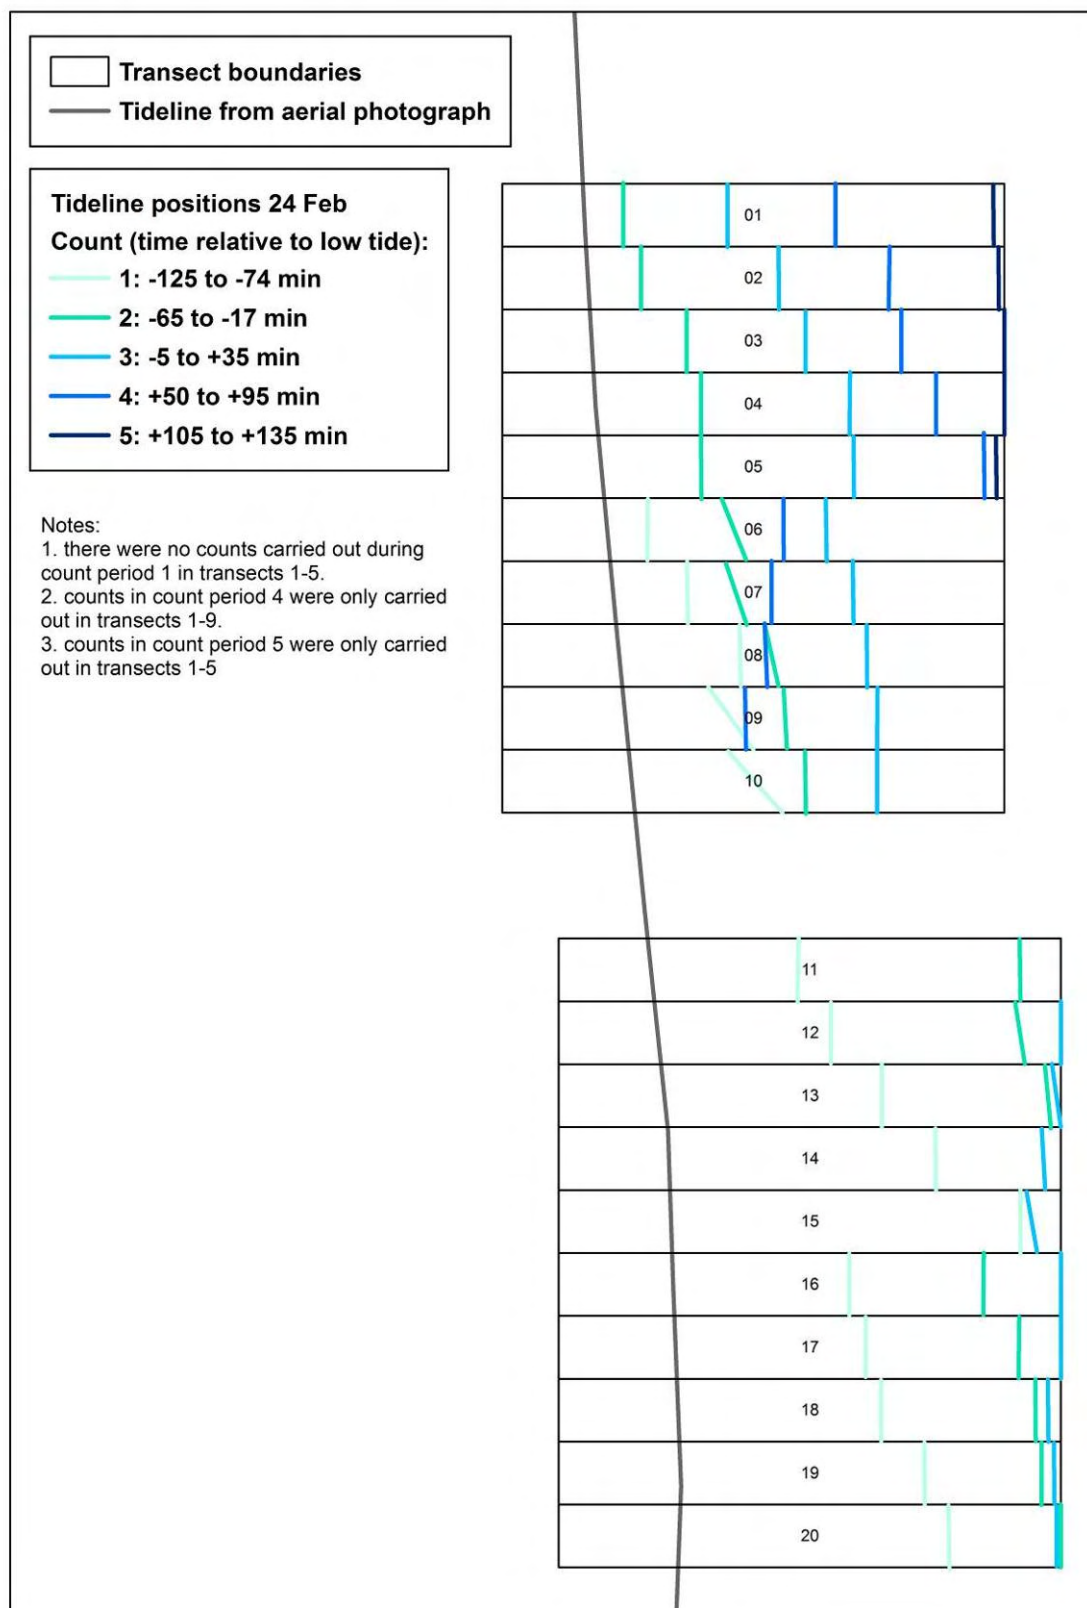 Transect boundaries
Tideline from aerial photograph
Tideline positions 24 Feb
Count (time relative to low tide):
1: -125 to -74 min
2: -65 to -17 min
3: -5 to +35 min
4: +50 to +95 min
5: +105 to +135 min
Notes:
1. there were no counts carried out during
count period 1 in transects 1-5.
2. counts in count period 4 were only carried
out in transects 1-9.
3. counts in count period 5 were only carried
out in transects 1-5
01
02
03
04
05
06
07
08
09
10
11
12
13
14
15
16
17
18
19
20